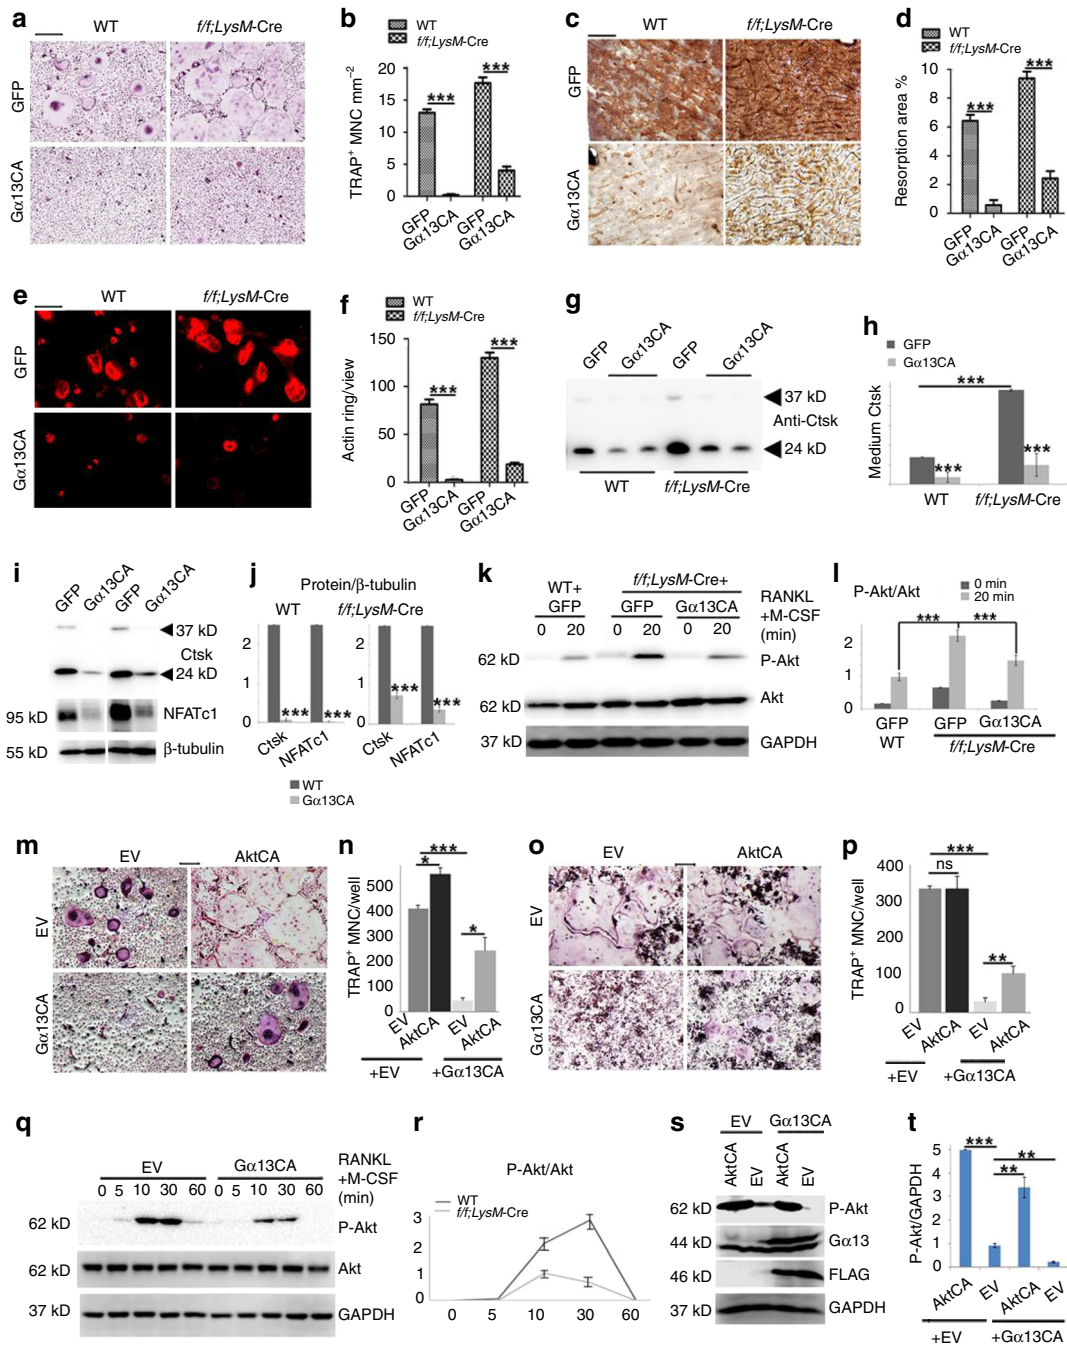 a
WT
f/f;LysM-Cre
GFP
Gα13CA
b
WT
f/f;LysM-Cre
TRAP⁺ MNC mm⁻²
20
15
10
5
0
***
***
GFP
Gα13CA
GFP
Gα13CA
c
WT
f/f;LysM-Cre
GFP
Gα13CA
d
WT
f/f;LysM-Cre
Resorption area %
10
8
6
4
2
0
***
***
GFP
Gα13CA
GFP
Gα13CA
e
WT
f/f;LysM-Cre
GFP
Gα13CA
f
WT
f/f;LysM-Cre
Actin ring/view
150
100
50
0
***
***
GFP
Gα13CA
GFP
Gα13CA
g
GFP
Gα13CA
GFP
Gα13CA
37 kD
Anti-Ctsk
24 kD
WT
f/f;LysM-Cre
h
GFP
Gα13CA
Medium Ctsk
***
***
***
WT
f/f;LysM-Cre
i
GFP
Gα13CA
GFP
Gα13CA
37 kD
Ctsk
24 kD
95 kD
NFATc1
55 kD
β-tubulin
j
Protein/β-tubulin
WT
f/f;LysM-Cre
2
1
0
***
***
Ctsk
NFATc1
2
1
0
***
***
Ctsk
NFATc1
WT
Gα13CA
k
f/f;LysM-Cre+
WT+
GFP
GFP
Gα13CA
RANKL
+M-CSF
(min)
0 20 0 20 0 20
62 kD
P-Akt
62 kD
Akt
37 kD
GAPDH
l
P-Akt/Akt
0 min
20 min
2
1
0
***
***
GFP
GFP
Gα13CA
WT
f/f;LysM-Cre
m
EV
AktCA
EV
Gα13CA
n
TRAP⁺ MNC/well
500
400
300
200
100
0
***
*
*
EV
AktCA
EV
AktCA
+EV
+Gα13CA
o
EV
AktCA
EV
Gα13CA
p
TRAP⁺ MNC/well
400
300
200
100
0
***
ns
**
EV
AktCA
EV
AktCA
+EV
+Gα13CA
q
EV
Gα13CA
RANKL
+M-CSF
(min)
0 5 10 30 60 0 5 10 30 60
62 kD
P-Akt
62 kD
Akt
37 kD
GAPDH
r
P-Akt/Akt
WT
f/f;LysM-Cre
3
2
1
0
0 5 10 30 60
s
EV
Gα13CA
AktCA
EV
AktCA
EV
62 kD
P-Akt
44 kD
Gα13
46 kD
FLAG
37 kD
GAPDH
t
P-Akt/GAPDH
5
4
3
2
1
0
***
**
**
AktCA
EV
AktCA
EV
+EV
+Gα13CA